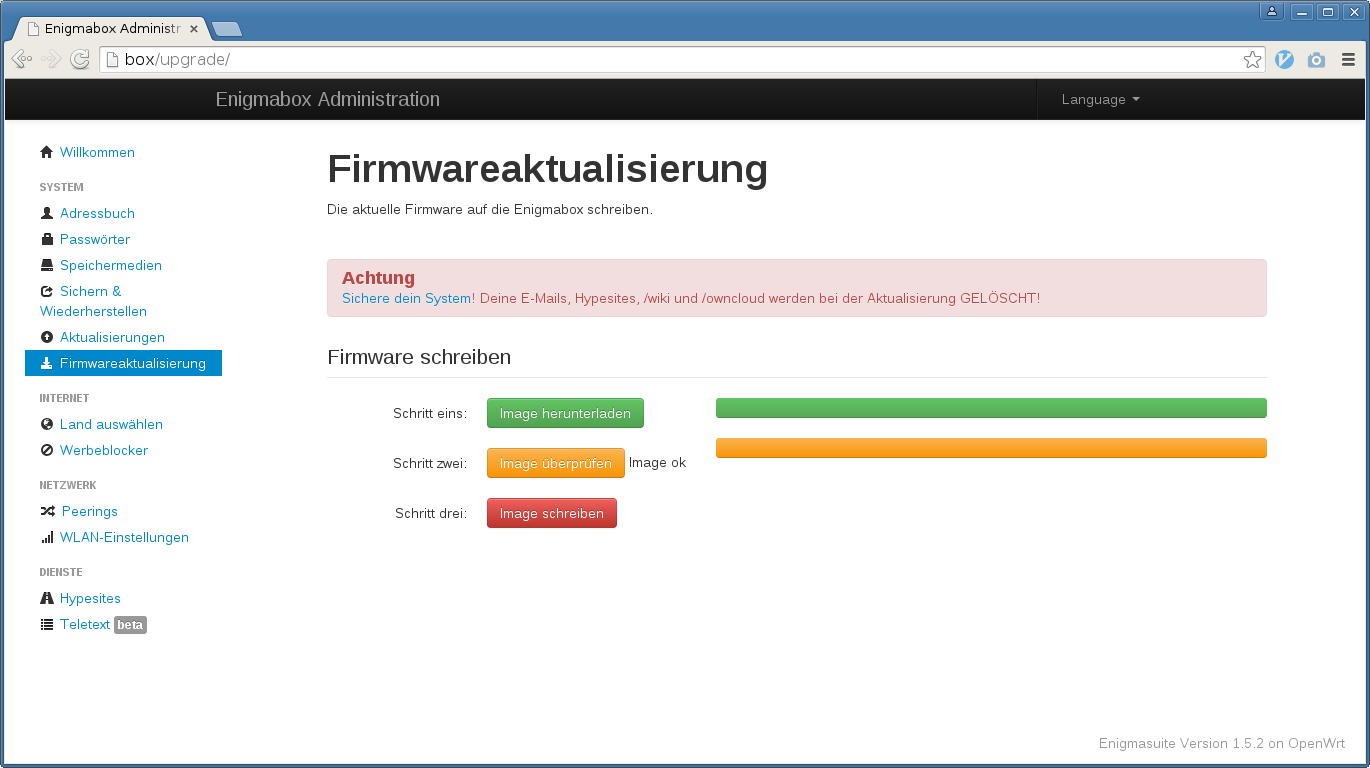 Enigmabox Administr
box/upgrade/
Enigmabox Administration
Language
Willkommen
SYSTEM
Adressbuch
Passwörter
Speichermedien
Sichern &
Wiederherstellen
Aktualisierungen
Firmwareaktualisierung
INTERNET
Land auswählen
Werbeblocker
NETZWERK
Peerings
WLAN-Einstellungen
DIENSTE
Hypesites
Teletext beta
Firmwareaktualisierung
Die aktuelle Firmware auf die Enigmabox schreiben.
Achtung
Sichere dein System! Deine E-Mails, Hypesites, /wiki und /owncloud werden bei der Aktualisierung GELÖSCHT!
Firmware schreiben
Schritt eins: Image herunterladen
Schritt zwei: Image überprüfen Image ok
Schritt drei: Image schreiben
Enigmasuite Version 1.5.2 on OpenWrt